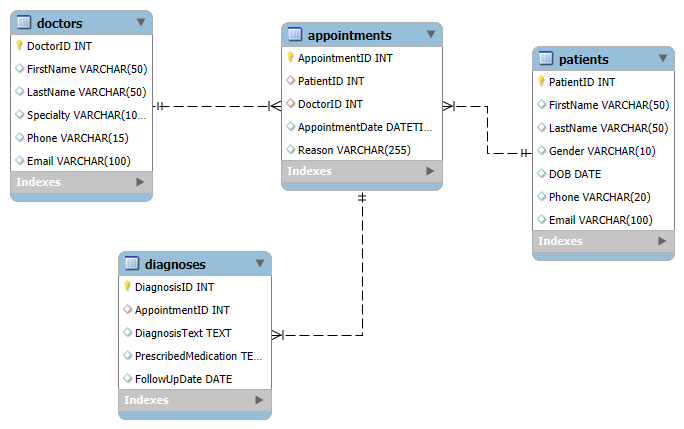 doctors
DoctorID INT
FirstName VARCHAR(50)
LastName VARCHAR(50)
Specialty VARCHAR(10...
Phone VARCHAR(15)
Email VARCHAR(100)
Indexes
appointments
AppointmentID INT
PatientID INT
DoctorID INT
AppointmentDate DATETI...
Reason VARCHAR(255)
Indexes
patients
PatientID INT
FirstName VARCHAR(50)
LastName VARCHAR(50)
Gender VARCHAR(10)
DOB DATE
Phone VARCHAR(20)
Email VARCHAR(100)
Indexes
diagnoses
DiagnosisID INT
AppointmentID INT
DiagnosisText TEXT
PrescribedMedication TE...
FollowUpDate DATE
Indexes